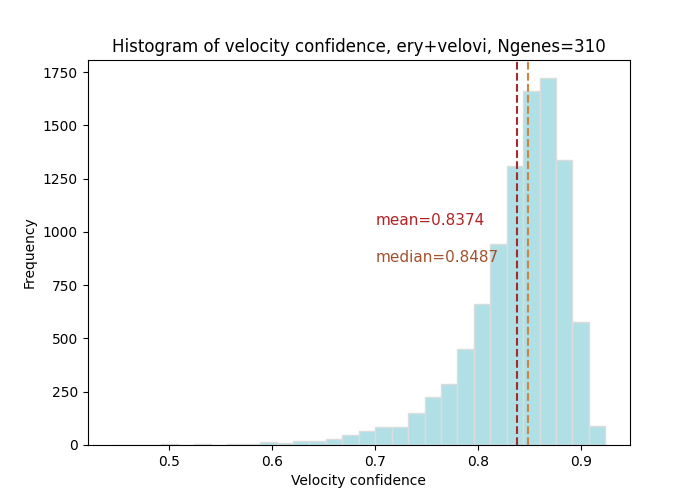 Histogram of velocity confidence, ery+velovi, Ngenes=310
1750
1500
1250
1000
750
500
250
0
Frequency
mean=0.8374
median=0.8487
0.5 0.6 0.7 0.8 0.9
Velocity confidence